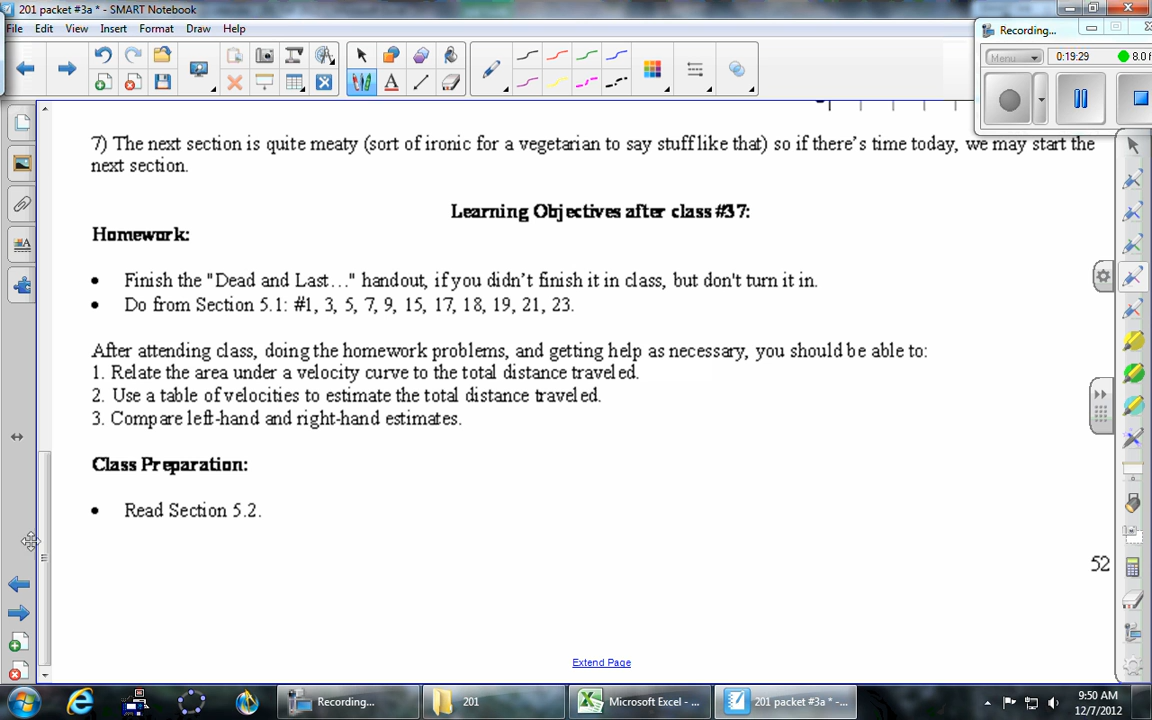 201 packet #3a * - SMART Notebook
File Edit View Insert Format Draw Help
Recording...
Menu
0:19:29
8.0 f
7) The next section is quite meaty (sort of ironic for a vegetarian to say stuff like that) so if there's time today, we may start the
next section.
Learning Objectives after class #37:
Homework:
• Finish the "Dead and Last…" handout, if you didn't finish it in class, but don't turn it in.
• Do from Section 5.1: #1, 3, 5, 7, 9, 15, 17, 18, 19, 21, 23.
After attending class, doing the homework problems, and getting help as necessary, you should be able to:
1. Relate the area under a velocity curve to the total distance traveled.
2. Use a table of velocities to estimate the total distance traveled.
3. Compare left-hand and right-hand estimates.
Class Preparation:
• Read Section 5.2.
52
Extend Page
Recording...
201
Microsoft Excel - ...
201 packet #3a * -...
9:50 AM
12/7/2012